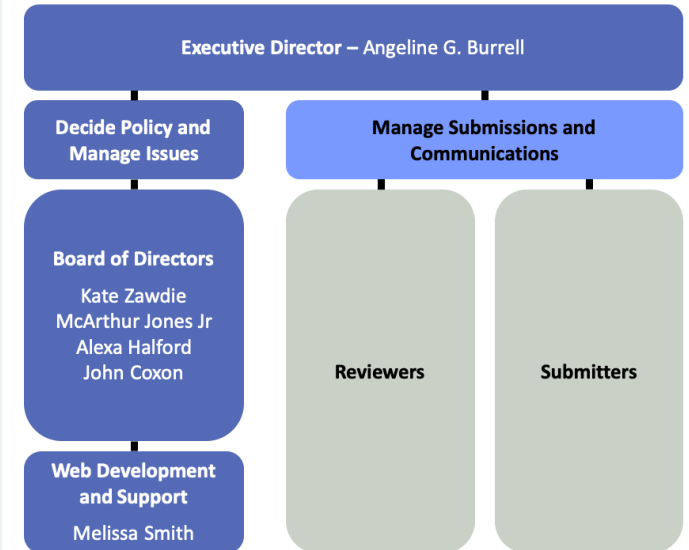 Executive Director – Angeline G. Burrell
Decide Policy and
Manage Issues
Manage Submissions and
Communications
Board of Directors
Kate Zawdie
McArthur Jones Jr
Alexa Halford
John Coxon
Reviewers
Submitters
Web Development
and Support
Melissa Smith